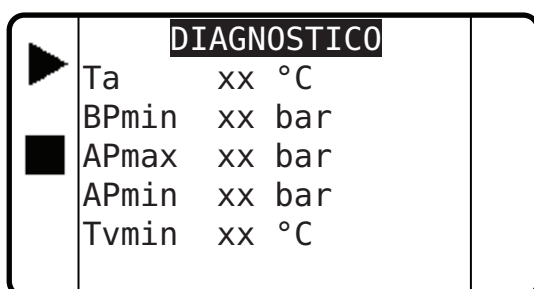 DIAGNOSTICO
Ta xx °C
BPmin xx bar
APmax xx bar
APmin xx bar
Tvmin xx °C